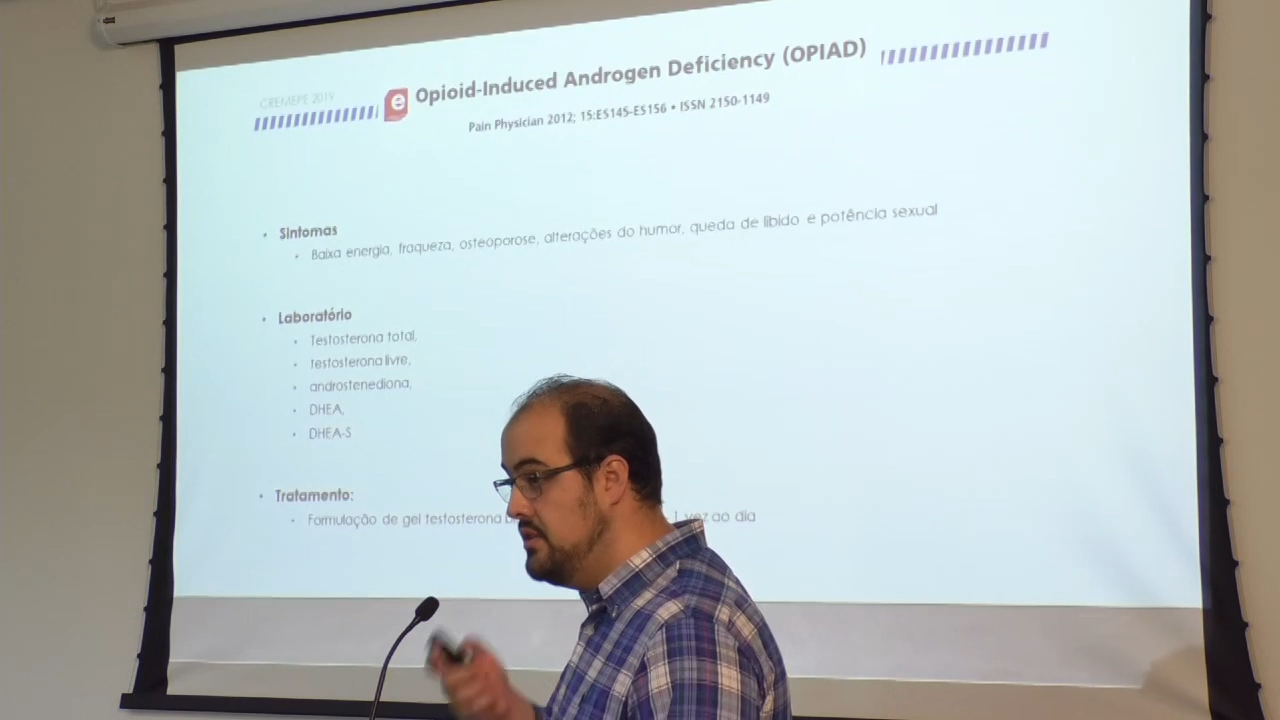 CREMEPE 2019
e Opioid-Induced Androgen Deficiency (OPIAD)
Pain Physician 2012; 15:ES145-ES156 • ISSN 2150-1149
• Sintomas
• Baixa energia, fraqueza, osteoporose, alterações do humor, queda de libido e potência sexual
• Laboratório
• Testosterona total,
• testosterona livre,
• androstenediona,
• DHEA,
• DHEA-S
• Tratamento:
• Formulação de gel testosterona 1 vez ao dia